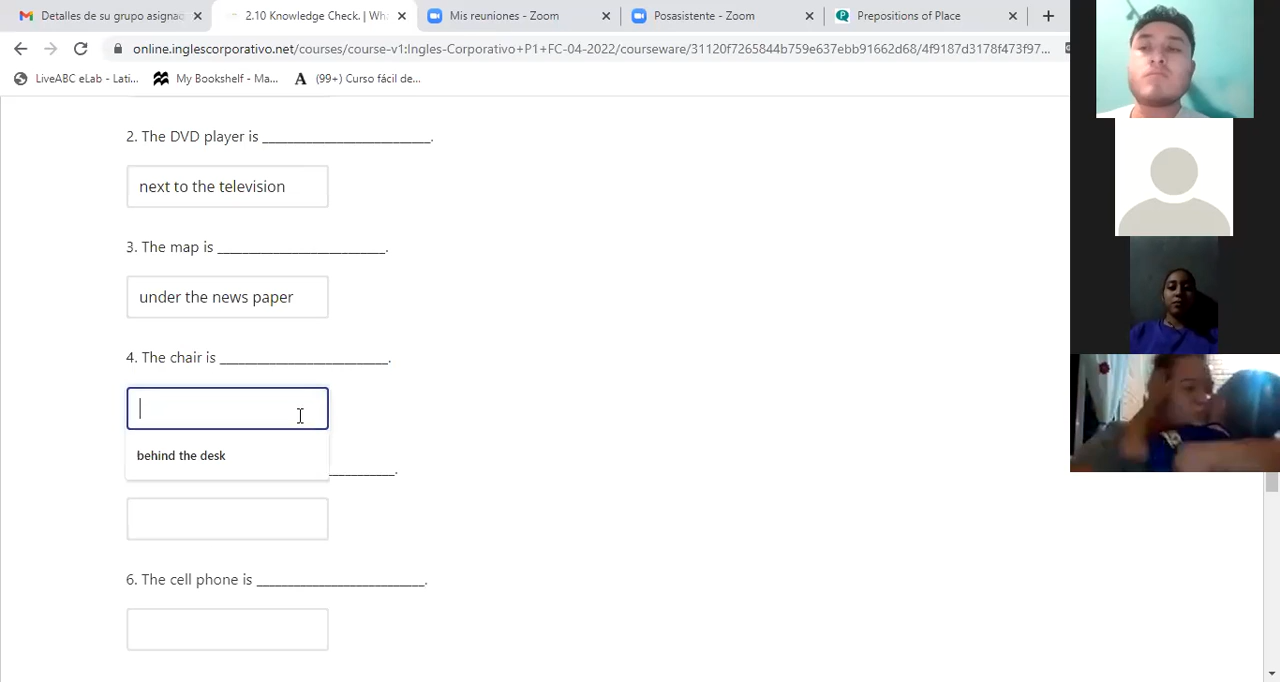 Detalles de su grupo asignad
2.10 Knowledge Check. | Wh
Mis reuniones - Zoom
Posasistente - Zoom
Prepositions of Place
online.inglescorporativo.net/courses/course-v1:Ingles-Corporativo+P1+FC-04-2022/courseware/31120f7265844b759e637ebb91662d68/4f9187d3178f473f97...
LiveABC eLab - Lati...
My Bookshelf - Ma...
(99+) Curso fácil de...
2. The DVD player is ________________________.
next to the television
3. The map is ________________________.
under the news paper
4. The chair is ________________________.
behind the desk
6. The cell phone is ________________________.